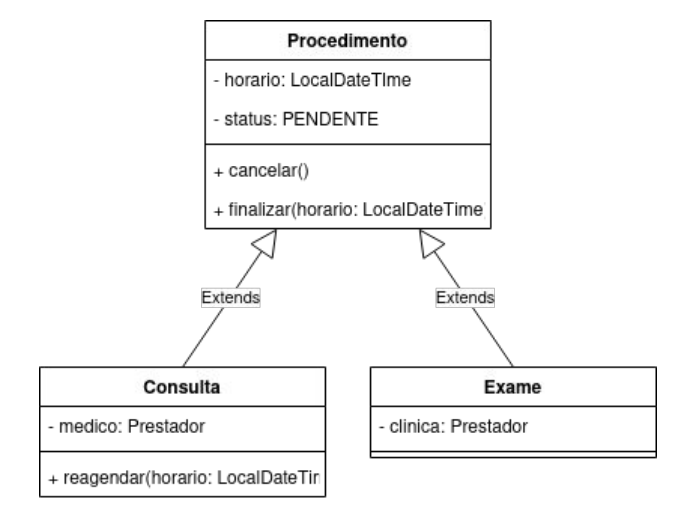 Procedimento
- horario: LocalDateTIme
- status: PENDENTE
+ cancelar()
+ finalizar(horario: LocalDateTime
Extends
Extends
Consulta
- medico: Prestador
+ reagendar(horario: LocalDateTim
Exame
- clinica: Prestador